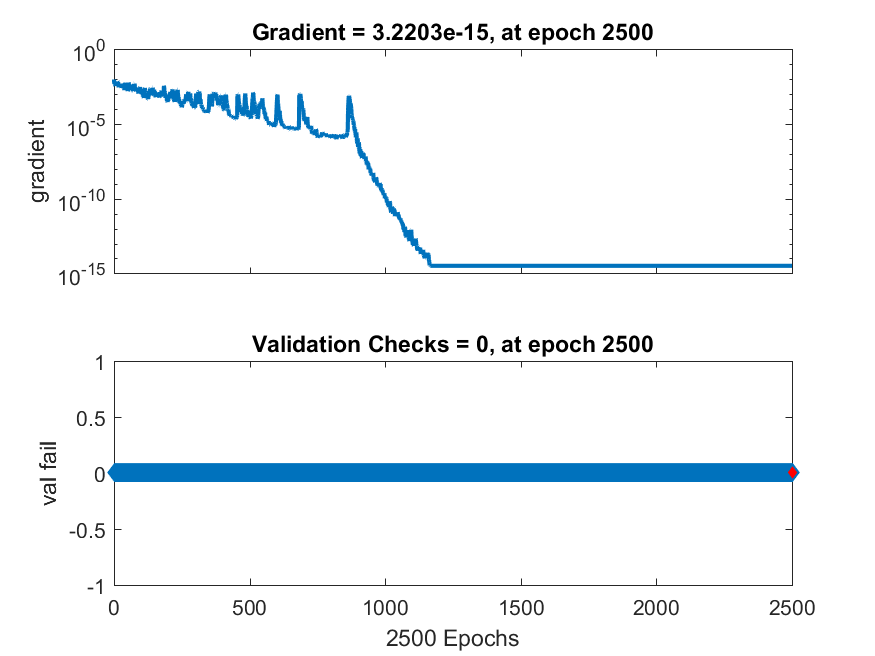 Gradient = 3.2203e-15, at epoch 2500
10^0
10^-5
10^-10
10^-15
gradient
Validation Checks = 0, at epoch 2500
1
0.5
0
-0.5
-1
val fail
0 500 1000 1500 2000 2500
2500 Epochs